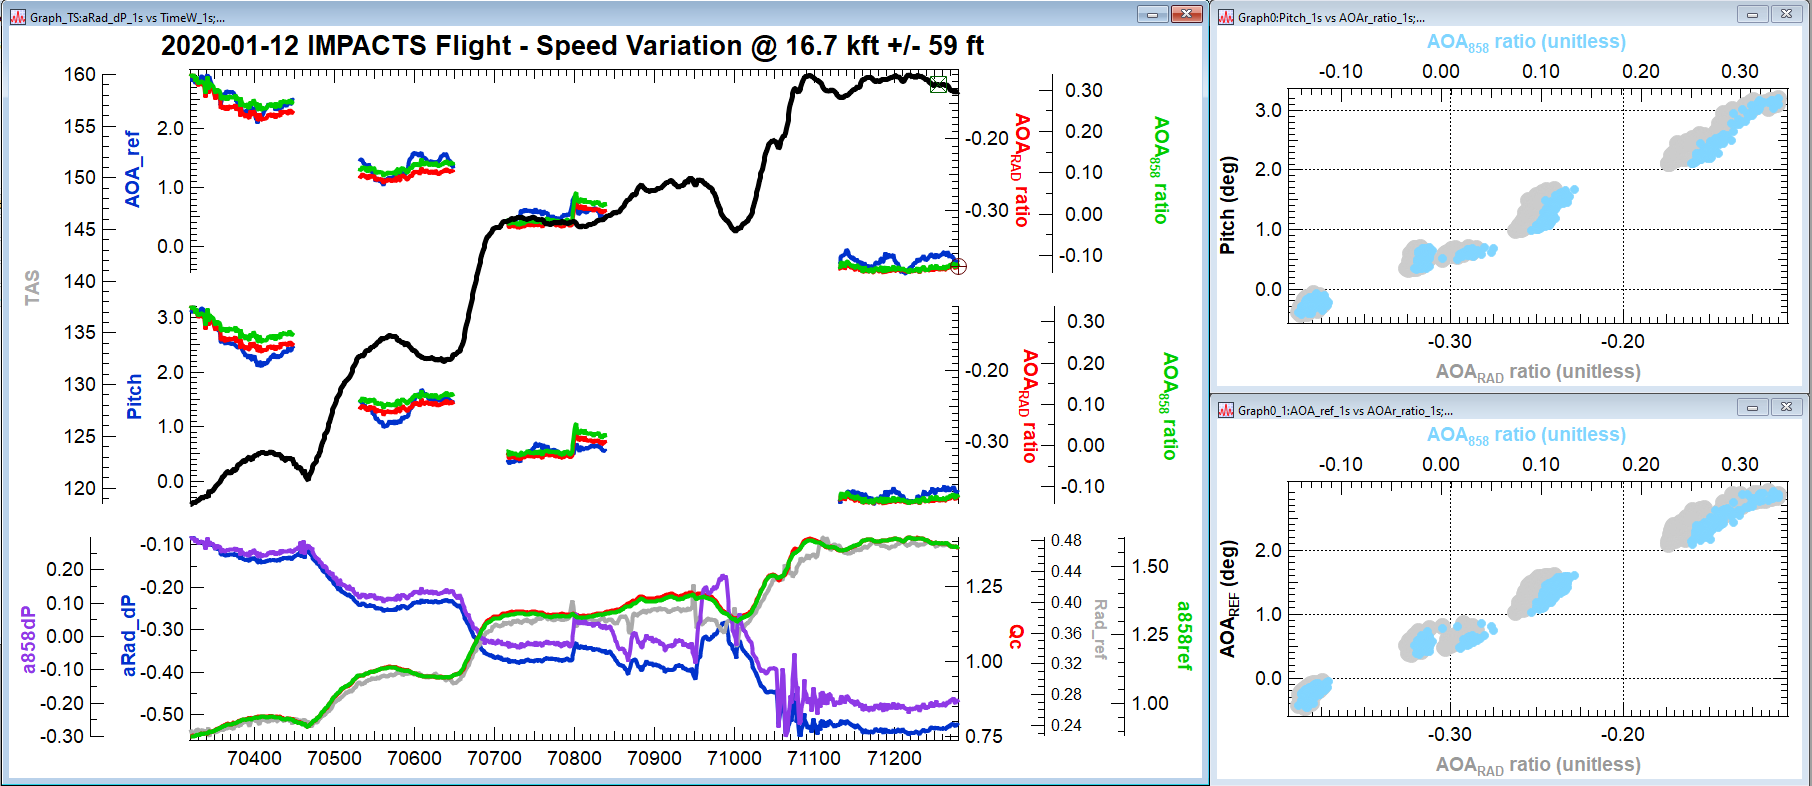 Graph_TS:aRad_dP_1s vs TimeW_1s;...
2020-01-12 IMPACTS Flight - Speed Variation @ 16.7 kft +/- 59 ft
160
155
150
145
140
135
130
125
120
TAS
AOA_ref
2.0
1.0
0.0
-0.20
-0.30
AOARAD ratio
0.30
0.20
0.10
0.00
-0.10
AOA858 ratio
Pitch
3.0
2.0
1.0
0.0
-0.20
-0.30
AOARAD ratio
0.30
0.20
0.10
0.00
-0.10
AOA858 ratio
a858dP
0.20
0.10
0.00
-0.10
-0.20
-0.30
aRad_dP
-0.10
-0.20
-0.30
-0.40
-0.50
1.25
1.00
0.75
Qc
0.48
0.44
0.40
0.36
0.32
0.28
0.24
Rad_ref
1.50
1.25
1.00
a858ref
70400 70500 70600 70700 70800 70900 71000 71100 71200
Graph0:Pitch_1s vs AOAr_ratio_1s;...
AOA858 ratio (unitless)
-0.10 0.00 0.10 0.20 0.30
Pitch (deg)
3.0
2.0
1.0
0.0
-0.30 -0.20
AOARAD ratio (unitless)
Graph0_1:AOA_ref_1s vs AOAr_ratio_1s;...
AOA858 ratio (unitless)
-0.10 0.00 0.10 0.20 0.30
AOAREF (deg)
2.0
1.0
0.0
-0.30 -0.20
AOARAD ratio (unitless)